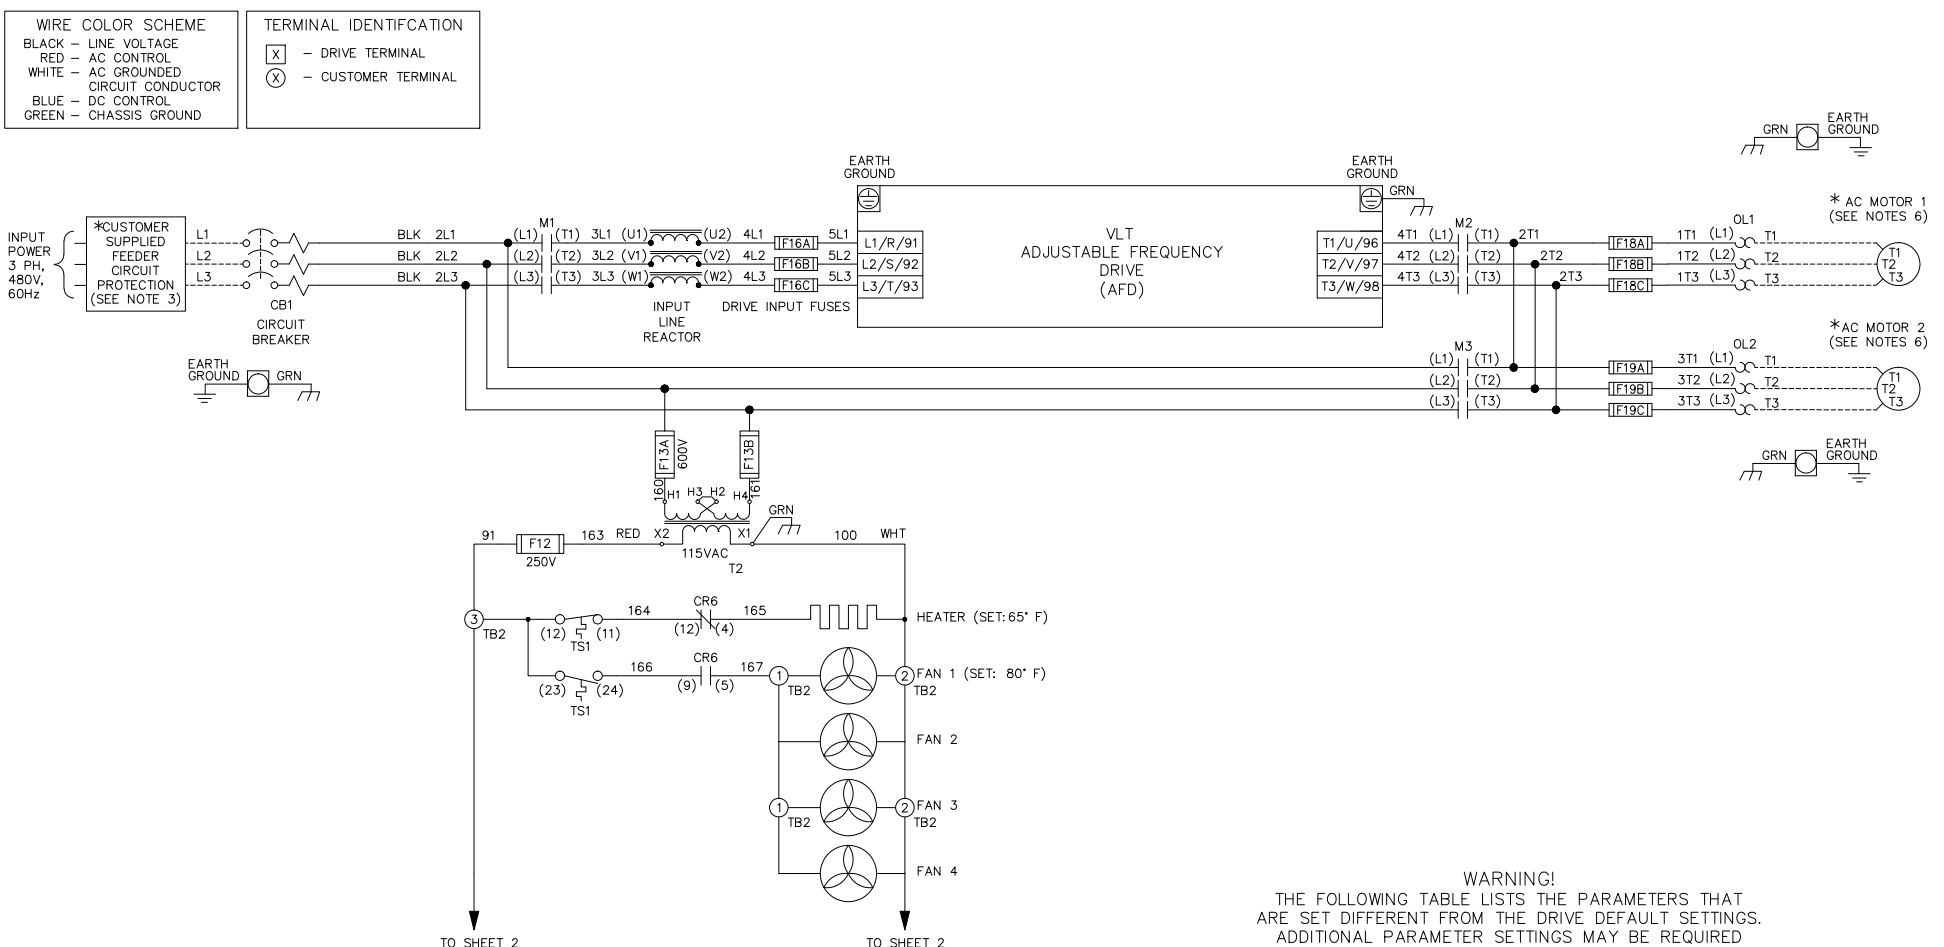 WIRE COLOR SCHEME
BLACK – LINE VOLTAGE
RED – AC CONTROL
WHITE – AC GROUNDED
CIRCUIT CONDUCTOR
BLUE – DC CONTROL
GREEN – CHASSIS GROUND
TERMINAL IDENTIFCATION
X – DRIVE TERMINAL
X – CUSTOMER TERMINAL
GRN
EARTH
GROUND
INPUT
POWER
3 PH,
480V,
60Hz
*CUSTOMER
SUPPLIED
FEEDER
CIRCUIT
PROTECTION
(SEE NOTE 3)
L1
L2
L3
CB1
CIRCUIT
BREAKER
BLK 2L1
BLK 2L2
BLK 2L3
M1
(L1) (T1) 3L1 (U1) (U2) 4L1 F16A 5L1
(L2) (T2) 3L2 (V1) (V2) 4L2 F16B 5L2
(L3) (T3) 3L3 (W1) (W2) 4L3 F16C 5L3
INPUT
LINE
REACTOR
DRIVE INPUT FUSES
EARTH
GROUND
L1/R/91
L2/S/92
L3/T/93
VLT
ADJUSTABLE FREQUENCY
DRIVE
(AFD)
EARTH
GROUND
GRN
T1/U/96
T2/V/97
T3/W/98
M2
4T1 (L1) (T1) 2T1 F18A 1T1 (L1) T1
4T2 (L2) (T2) 2T2 F18B 1T2 (L2) T2
4T3 (L3) (T3) 2T3 F18C 1T3 (L3) T3
OL1
* AC MOTOR 1
(SEE NOTES 6)
T1
T2
T3
M3
(L1) (T1) F19A 3T1 (L1) T1
(L2) (T2) F19B 3T2 (L2) T2
(L3) (T3) F19C 3T3 (L3) T3
OL2
*AC MOTOR 2
(SEE NOTES 6)
T1
T2
T3
EARTH
GROUND
GRN
GRN
EARTH
GROUND
F13A
600V
F13B
160
161
H1 H3 H2 H4
GRN
91 F12 163 RED X2 X1 100 WHT
250V
115VAC
T2
3
TB2
(12) (11)
TS1
164
CR6
(12) (4)
165
HEATER (SET:65° F)
(23) (24)
TS1
166
CR6
(9) (5)
167
1
TB2
2
TB2
FAN 1 (SET: 80° F)
FAN 2
1
TB2
2
TB2
FAN 3
FAN 4
TO SHEET 2
TO SHEET 2
WARNING!
THE FOLLOWING TABLE LISTS THE PARAMETERS THAT
ARE SET DIFFERENT FROM THE DRIVE DEFAULT SETTINGS.
ADDITIONAL PARAMETER SETTINGS MAY BE REQUIRED